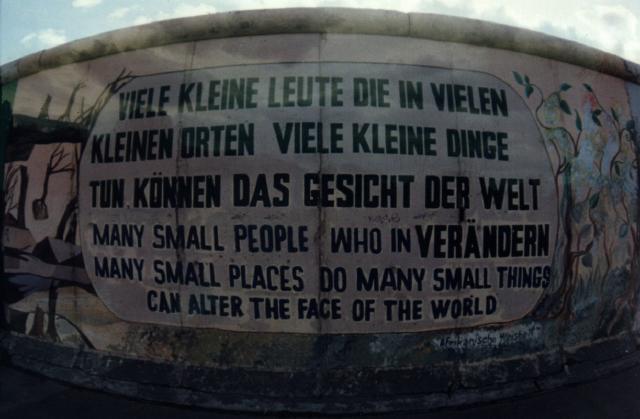 VIELE KLEINE LEUTE DIE IN VIELEN
KLEINEN ORTEN VIELE KLEINE DINGE
TUN, KÖNNEN DAS GESICHT DER WELT
MANY SMALL PEOPLE WHO IN VERÄNDERN
MANY SMALL PLACES DO MANY SMALL THINGS
CAN ALTER THE FACE OF THE WORLD